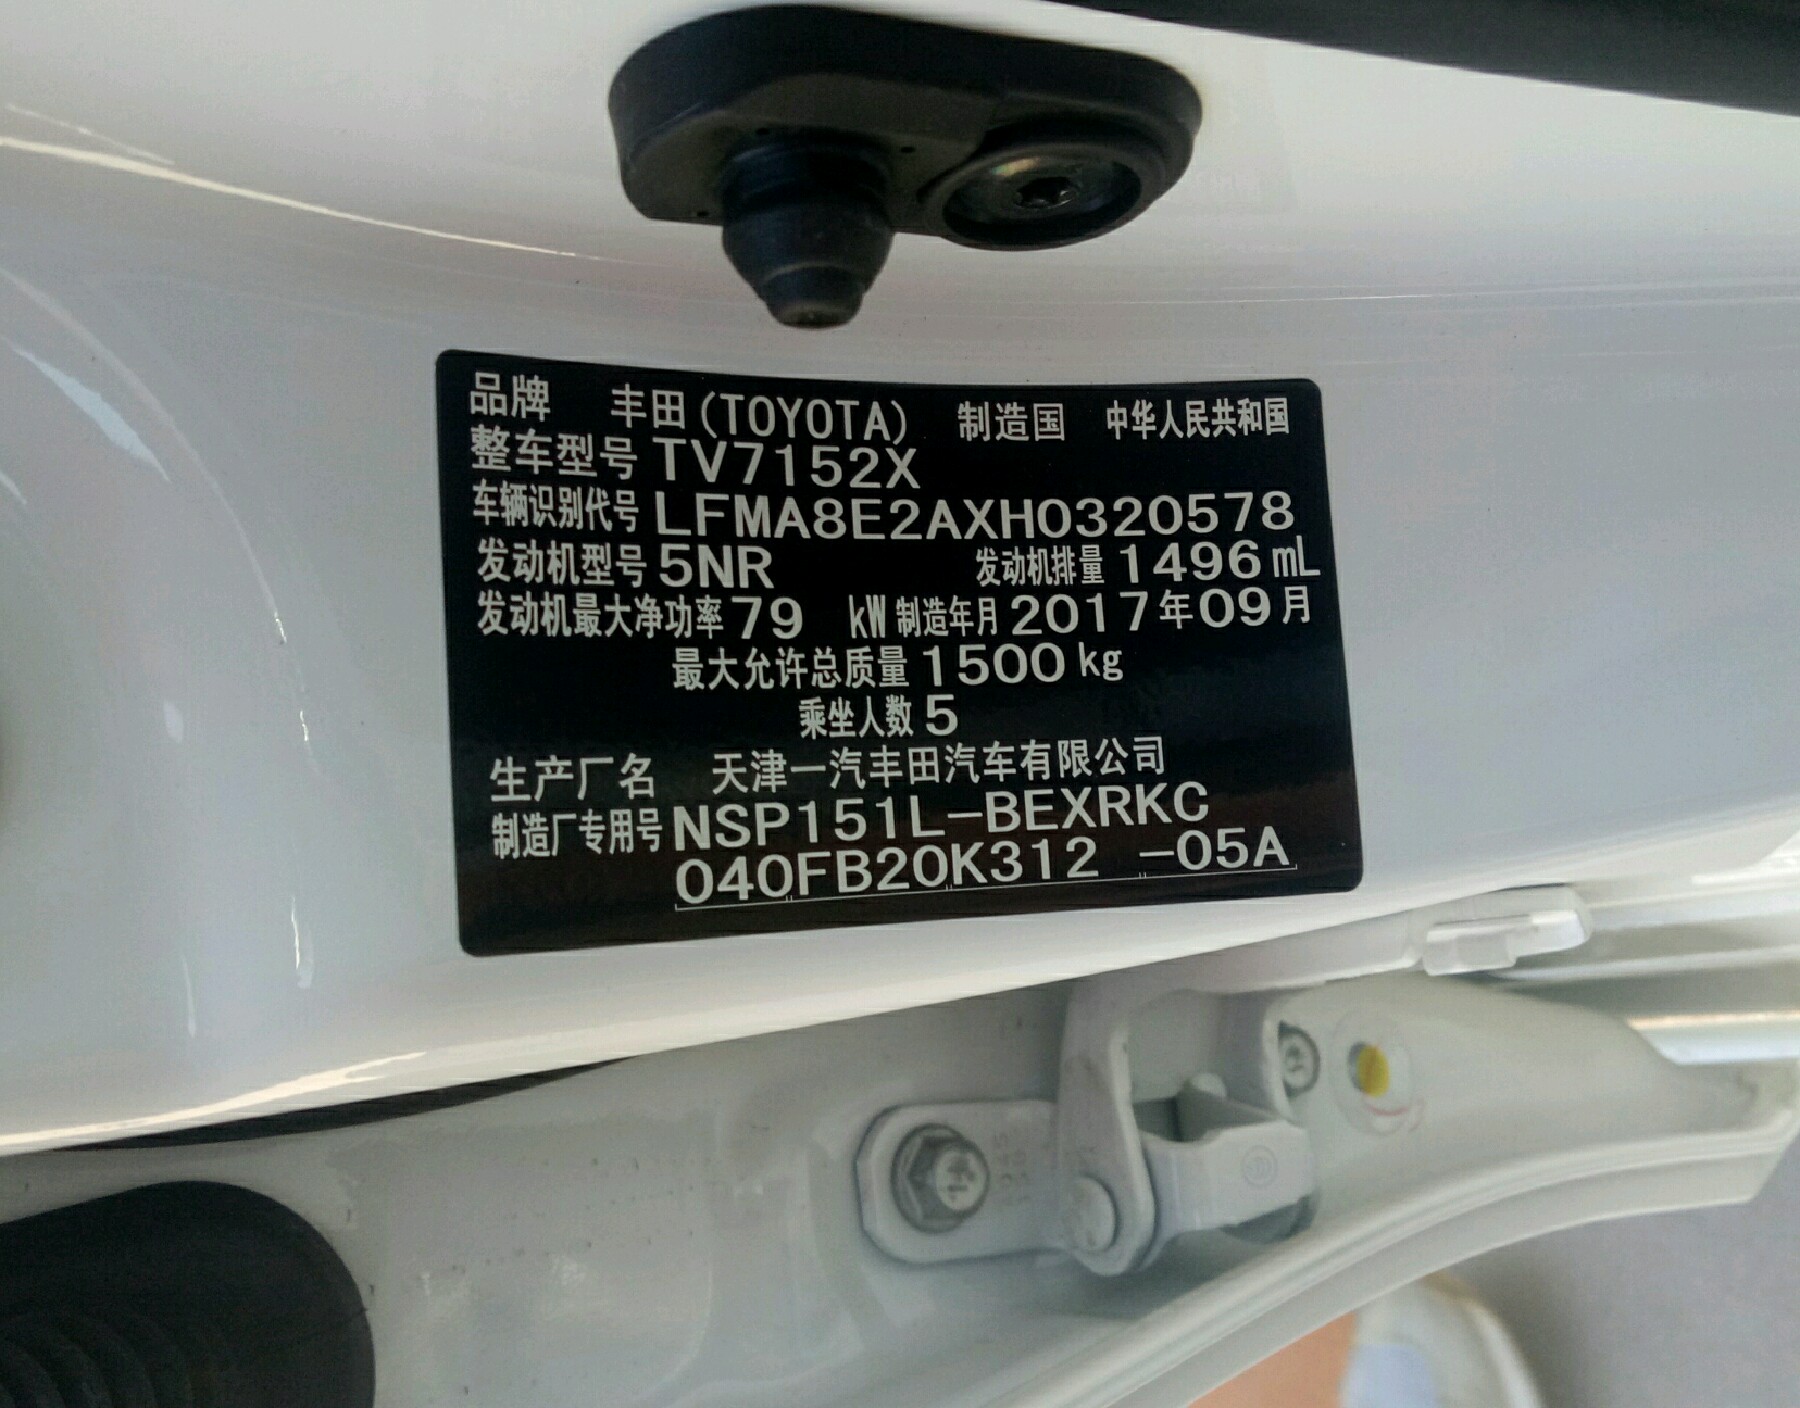 品牌 丰田(TOYOTA) 制造国 中华人民共和国
整车型号 TV7152X
车辆识别代号 LFMA8E2AXH0320578
发动机型号 5NR 发动机排量 1496 mL
发动机最大净功率 79 kW 制造年月 2017年09月
最大允许总质量 1500 kg
乘坐人数 5
生产厂名 天津一汽丰田汽车有限公司
制造厂专用号 NSP151L-BEXRKC
040FB20K312 -05A